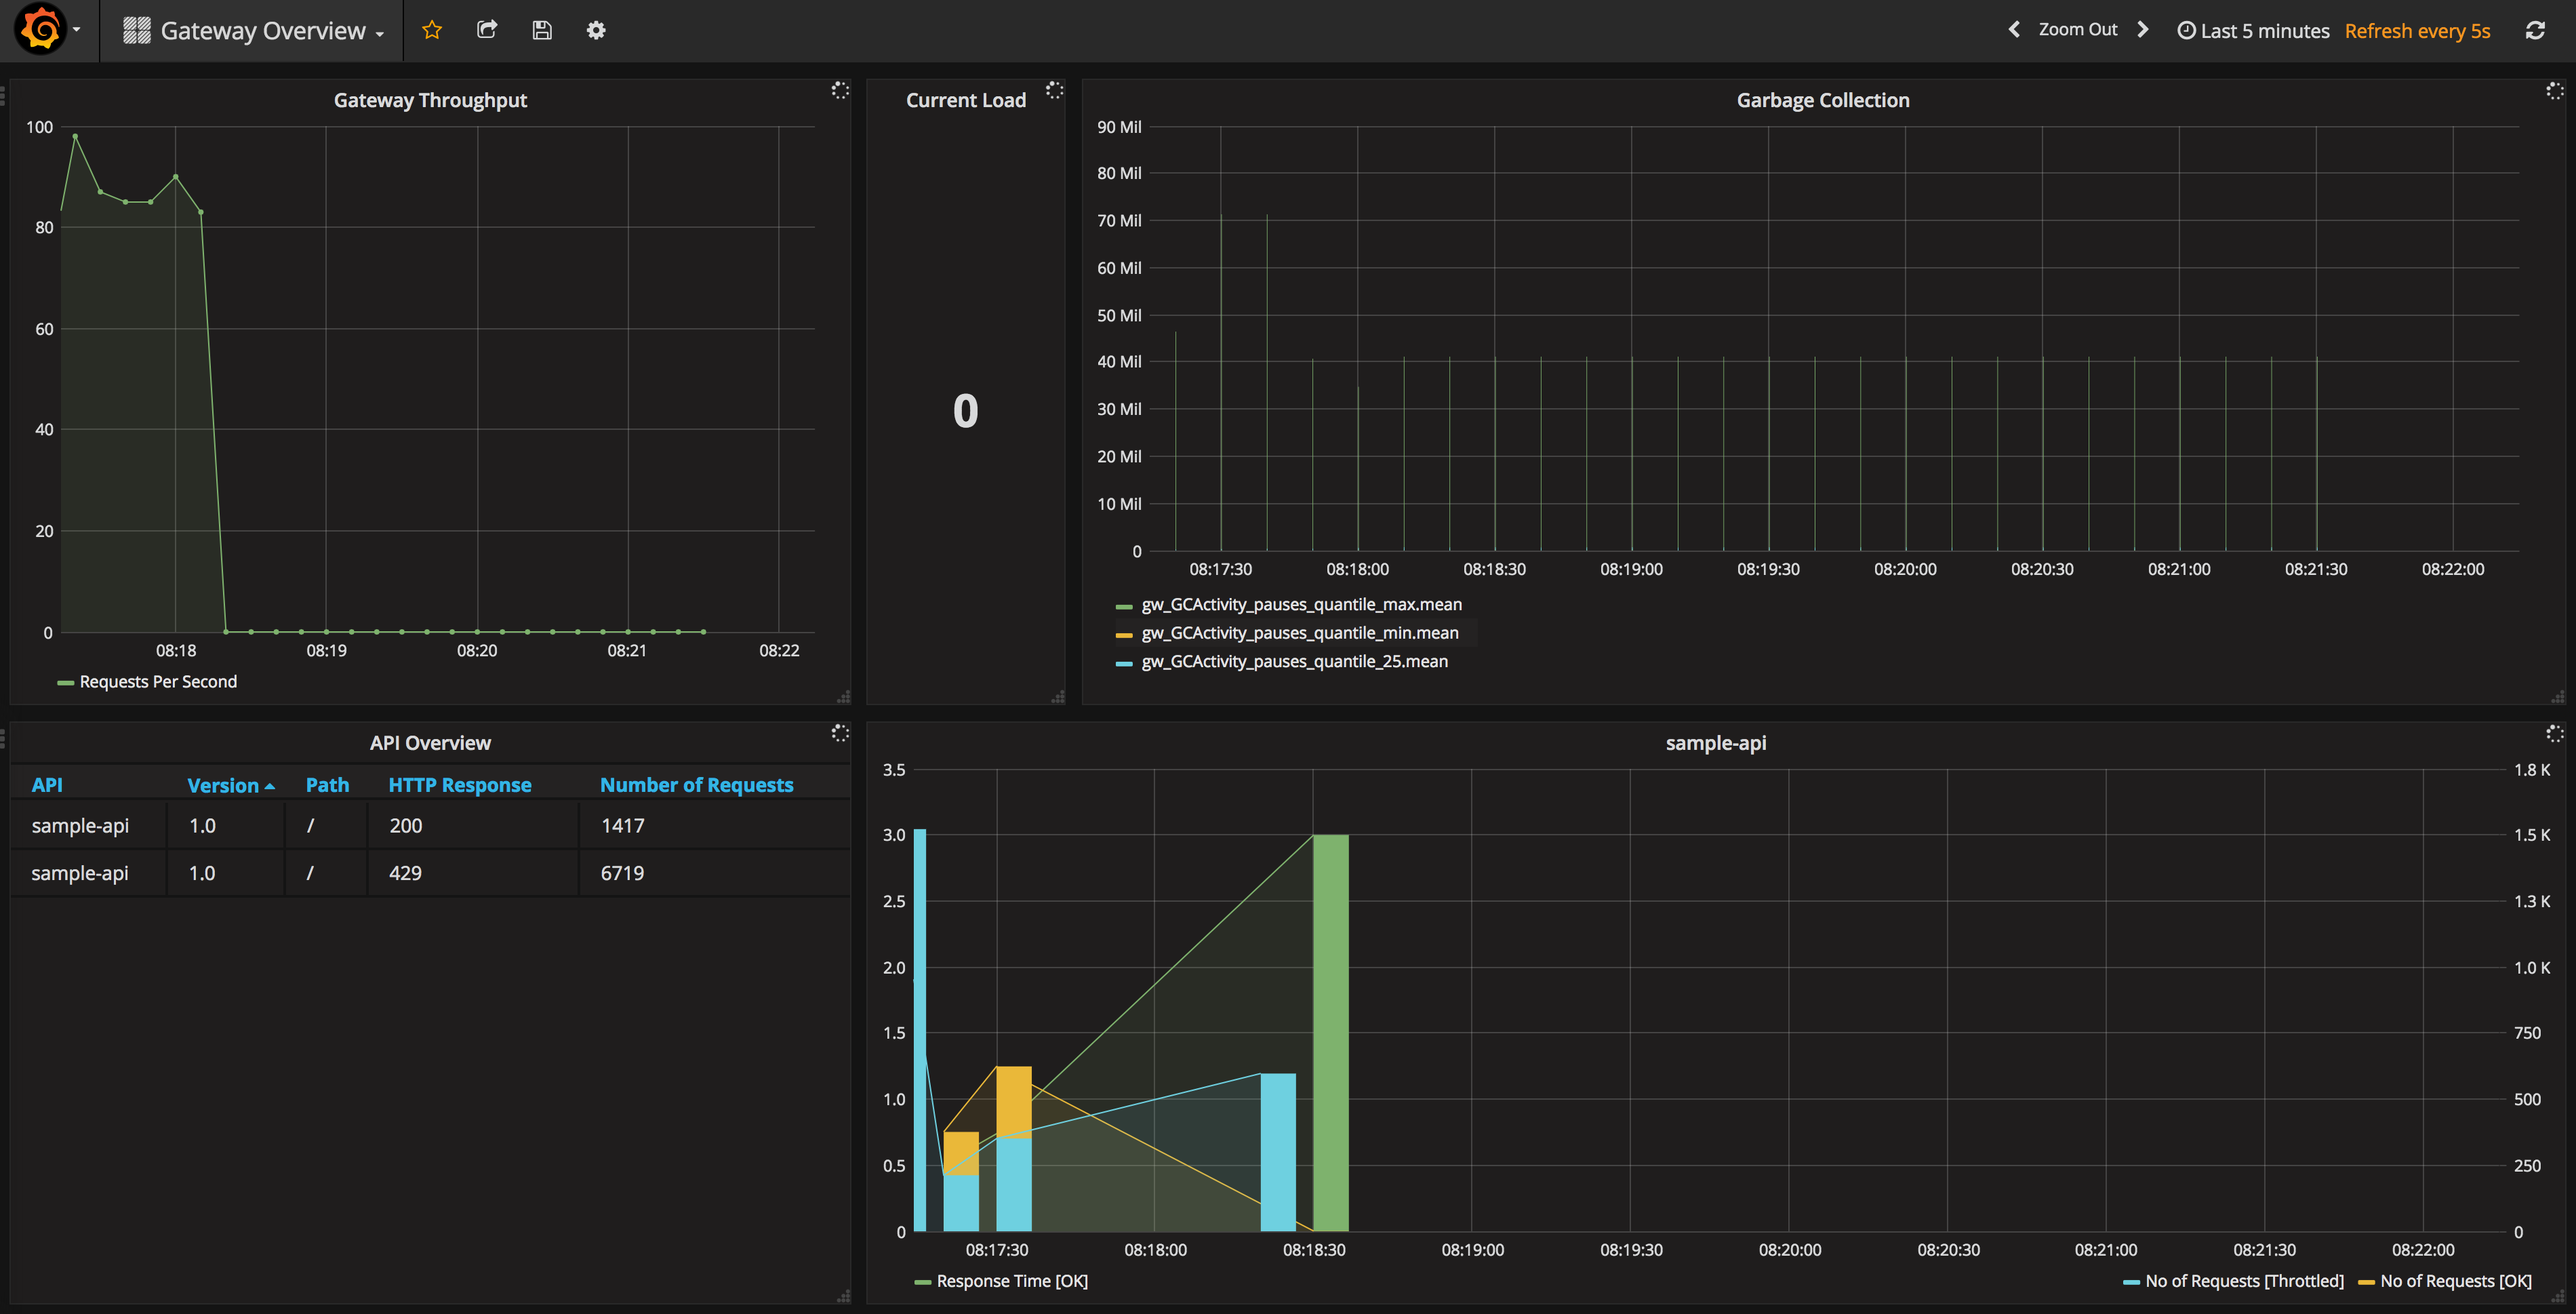 Gateway Overview
Zoom Out
Last 5 minutes
Refresh every 5s
Gateway Throughput
100
80
60
40
20
0
08:18 08:19 08:20 08:21 08:22
Requests Per Second
Current Load
0
Garbage Collection
90 Mil
80 Mil
70 Mil
60 Mil
50 Mil
40 Mil
30 Mil
20 Mil
10 Mil
0
08:17:30 08:18:00 08:18:30 08:19:00 08:19:30 08:20:00 08:20:30 08:21:00 08:21:30 08:22:00
gw_GCActivity_pauses_quantile_max.mean
gw_GCActivity_pauses_quantile_min.mean
gw_GCActivity_pauses_quantile_25.mean
API Overview
API Version Path HTTP Response Number of Requests
sample-api 1.0 / 200 1417
sample-api 1.0 / 429 6719
sample-api
3.5 1.8 K
3.0 1.5 K
2.5 1.3 K
2.0 1.0 K
1.5 750
1.0 500
0.5 250
0 0
08:17:30 08:18:00 08:18:30 08:19:00 08:19:30 08:20:00 08:20:30 08:21:00 08:21:30 08:22:00
Response Time [OK] No of Requests [Throttled] No of Requests [OK]